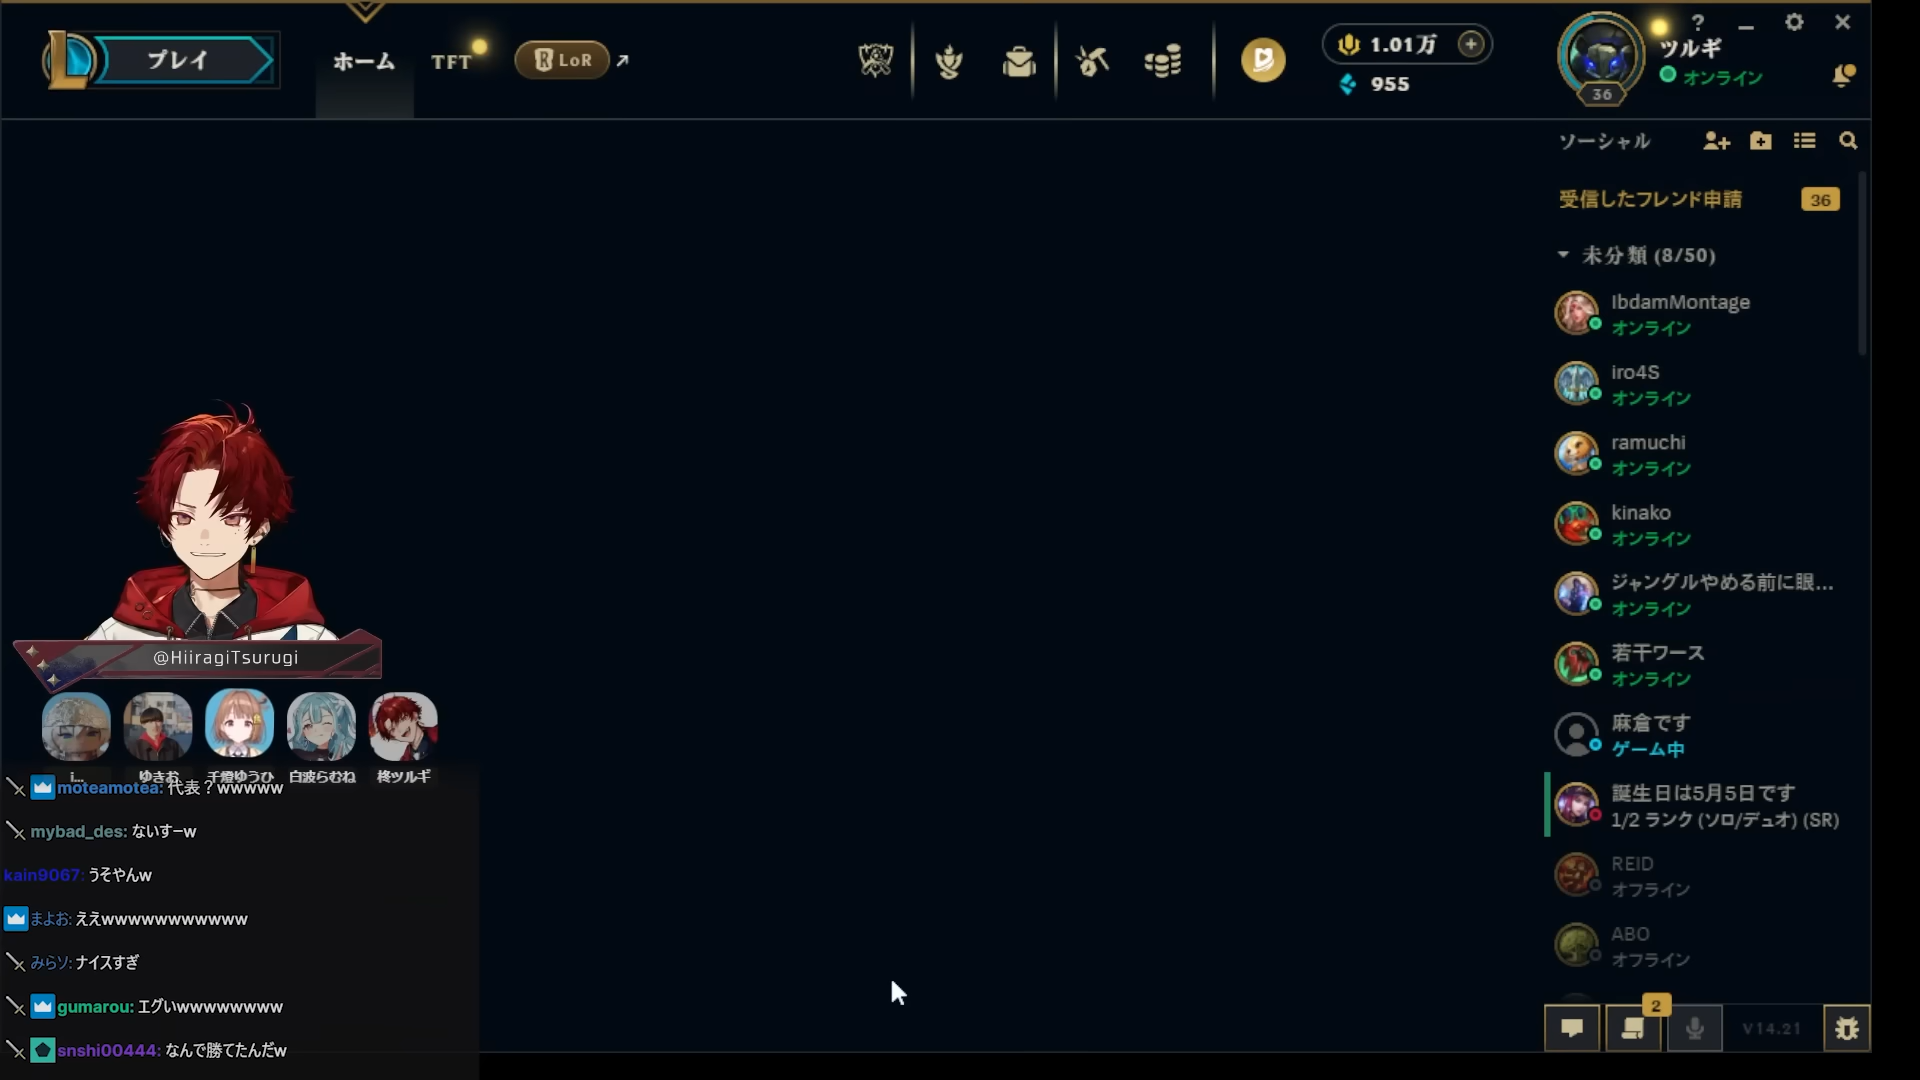 プレイ
ホーム
TFT
LoR
1.01万
955
36
?
ツルギ
オンライン
ソーシャル
受信したフレンド申請
36
未分類 (8/50)
IbdamMontage
オンライン
iro4S
オンライン
ramuchi
オンライン
kinako
オンライン
ジャングルやめる前に眼...
オンライン
若干ワース
オンライン
麻倉です
ゲーム中
誕生日は5月5日です
1/2 ランク (ソロ/デュオ) (SR)
REID
オフライン
ABO
オフライン
2
V14.21
@HiiragiTsurugi
i...
ゆきお
千燈ゆうひ
白波らむね
柊ツルギ
moteamotea: 代表？wwwww
mybad_des: ないすーw
kain9067: うそやんw
まよお: ええwwwwwwwwwww
みらソ: ナイスすぎ
gumarou: エグいwwwwwwww
snshi00444: なんで勝てたんだw